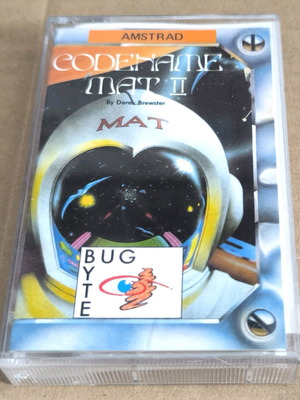 AMSTRAD
CODENAME
MAT II
By Derek Brewster
MAT
BUG
BYTE